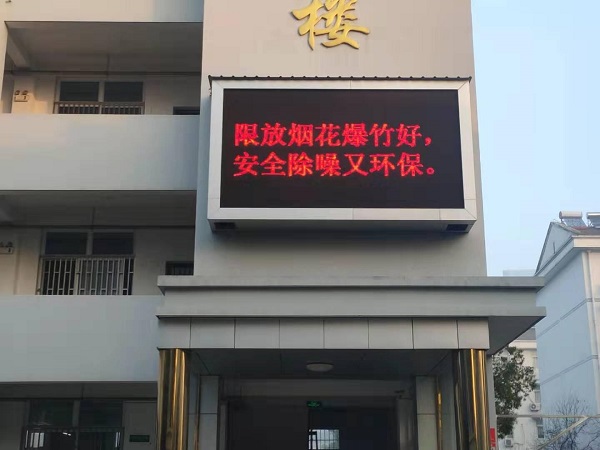 楼
限放烟花爆竹好，
安全除噪又环保。